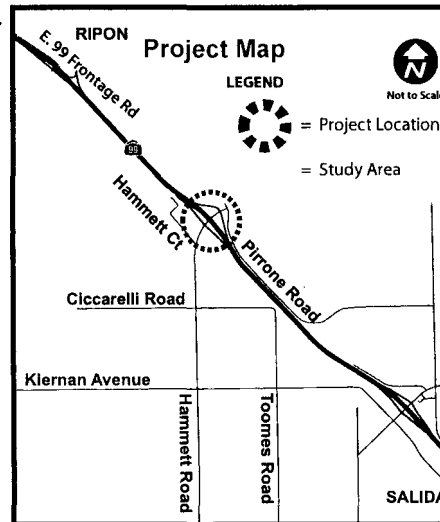 RIPON
Project Map
E. 99 Frontage Rd
LEGEND
N
Not to Scale
= Project Location
= Study Area
99
Hammett Ct
Pirrone Road
Ciccarelli Road
Kiernan Avenue
Hammett Road
Toomes Road
SALIDA